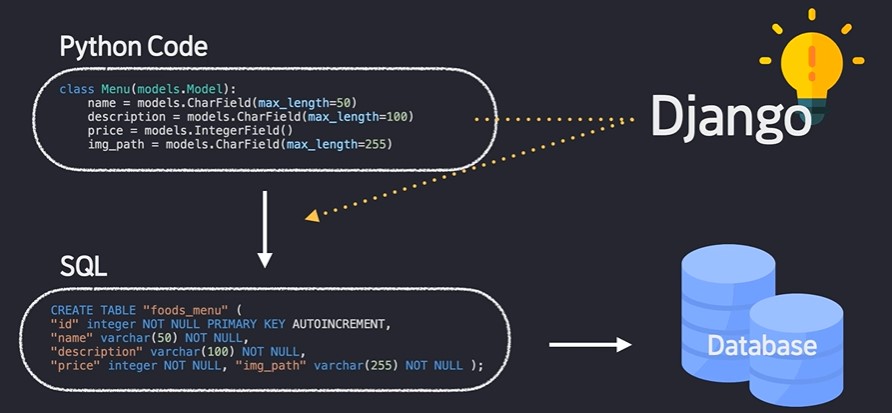 Python Code
class Menu(models.Model):
    name = models.CharField(max_length=50)
    description = models.CharField(max_length=100)
    price = models.IntegerField()
    img_path = models.CharField(max_length=255)
Django
SQL
CREATE TABLE "foods_menu" (
"id" integer NOT NULL PRIMARY KEY AUTOINCREMENT,
"name" varchar(50) NOT NULL,
"description" varchar(100) NOT NULL,
"price" integer NOT NULL, "img_path" varchar(255) NOT NULL );
Database